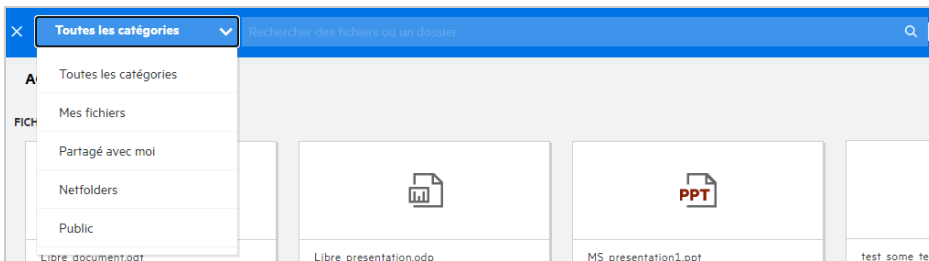 Toutes les catégories
Rechercher des fichiers ou un dossier
Toutes les catégories
Mes fichiers
Partagé avec moi
Netfolders
Public
A
FICH
PPT
Libre document.odt
Libre presentation.odp
MS presentation1.ppt
test some te